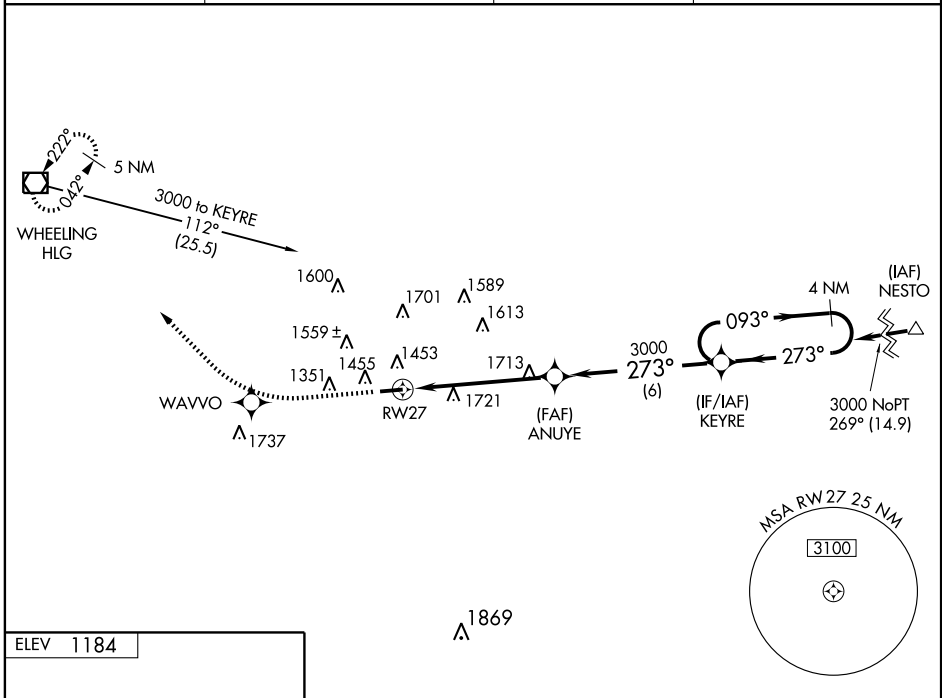 222°
042°
5 NM
WHEELING
HLG
3000 to KEYRE
112°
(25.5)
1600
1701
1589
1613
1559 ±
1455
1453
1351
1713
WAVVO
1737
RW27
1721
(FAF)
ANUYE
3000
273°
(6)
093°
4 NM
273°
(IF/IAF)
KEYRE
(IAF)
NESTO
3000 NoPT
269° (14.9)
MSA RW27 25 NM
3100
1869
ELEV 1184